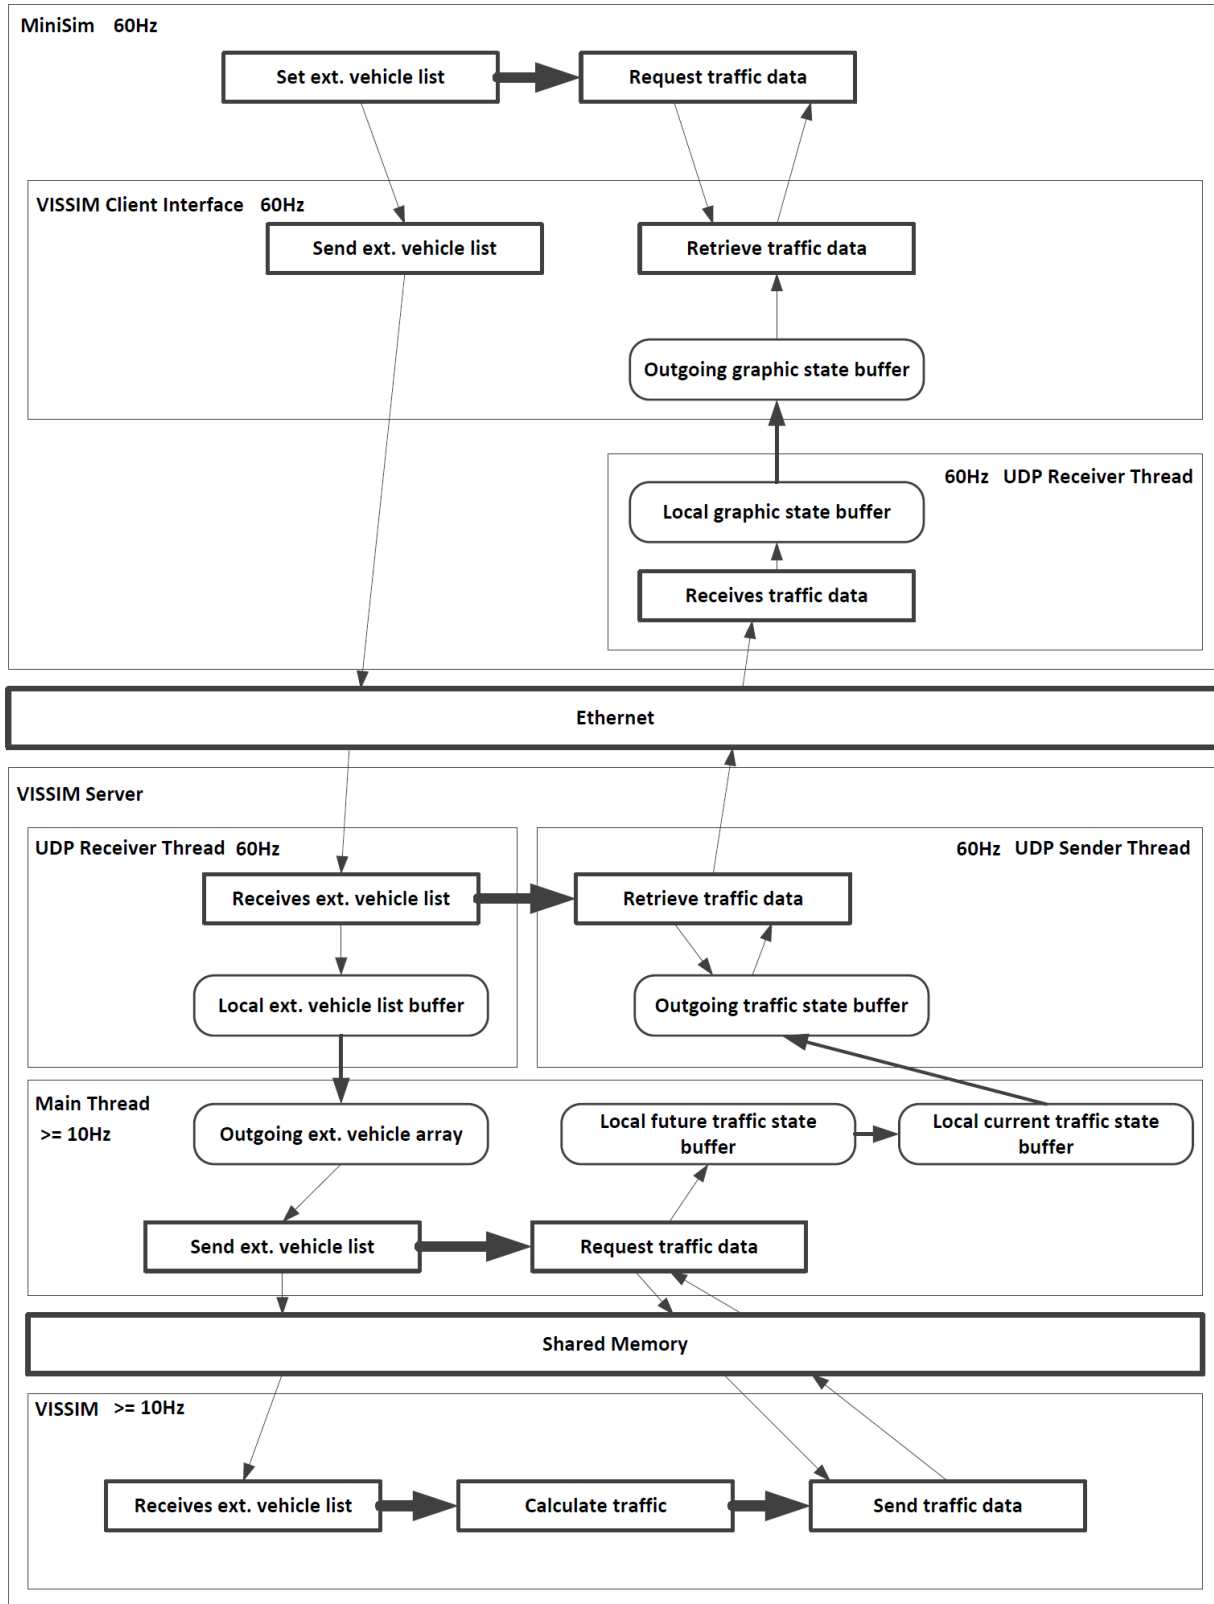 MiniSim 60Hz
Set ext. vehicle list
Request traffic data
VISSIM Client Interface 60Hz
Send ext. vehicle list
Retrieve traffic data
Outgoing graphic state buffer
60Hz UDP Receiver Thread
Local graphic state buffer
Receives traffic data
Ethernet
VISSIM Server
UDP Receiver Thread 60Hz
60Hz UDP Sender Thread
Receives ext. vehicle list
Retrieve traffic data
Local ext. vehicle list buffer
Outgoing traffic state buffer
Main Thread
>= 10Hz
Outgoing ext. vehicle array
Local future traffic state
buffer
Local current traffic state
buffer
Send ext. vehicle list
Request traffic data
Shared Memory
VISSIM >= 10Hz
Receives ext. vehicle list
Calculate traffic
Send traffic data